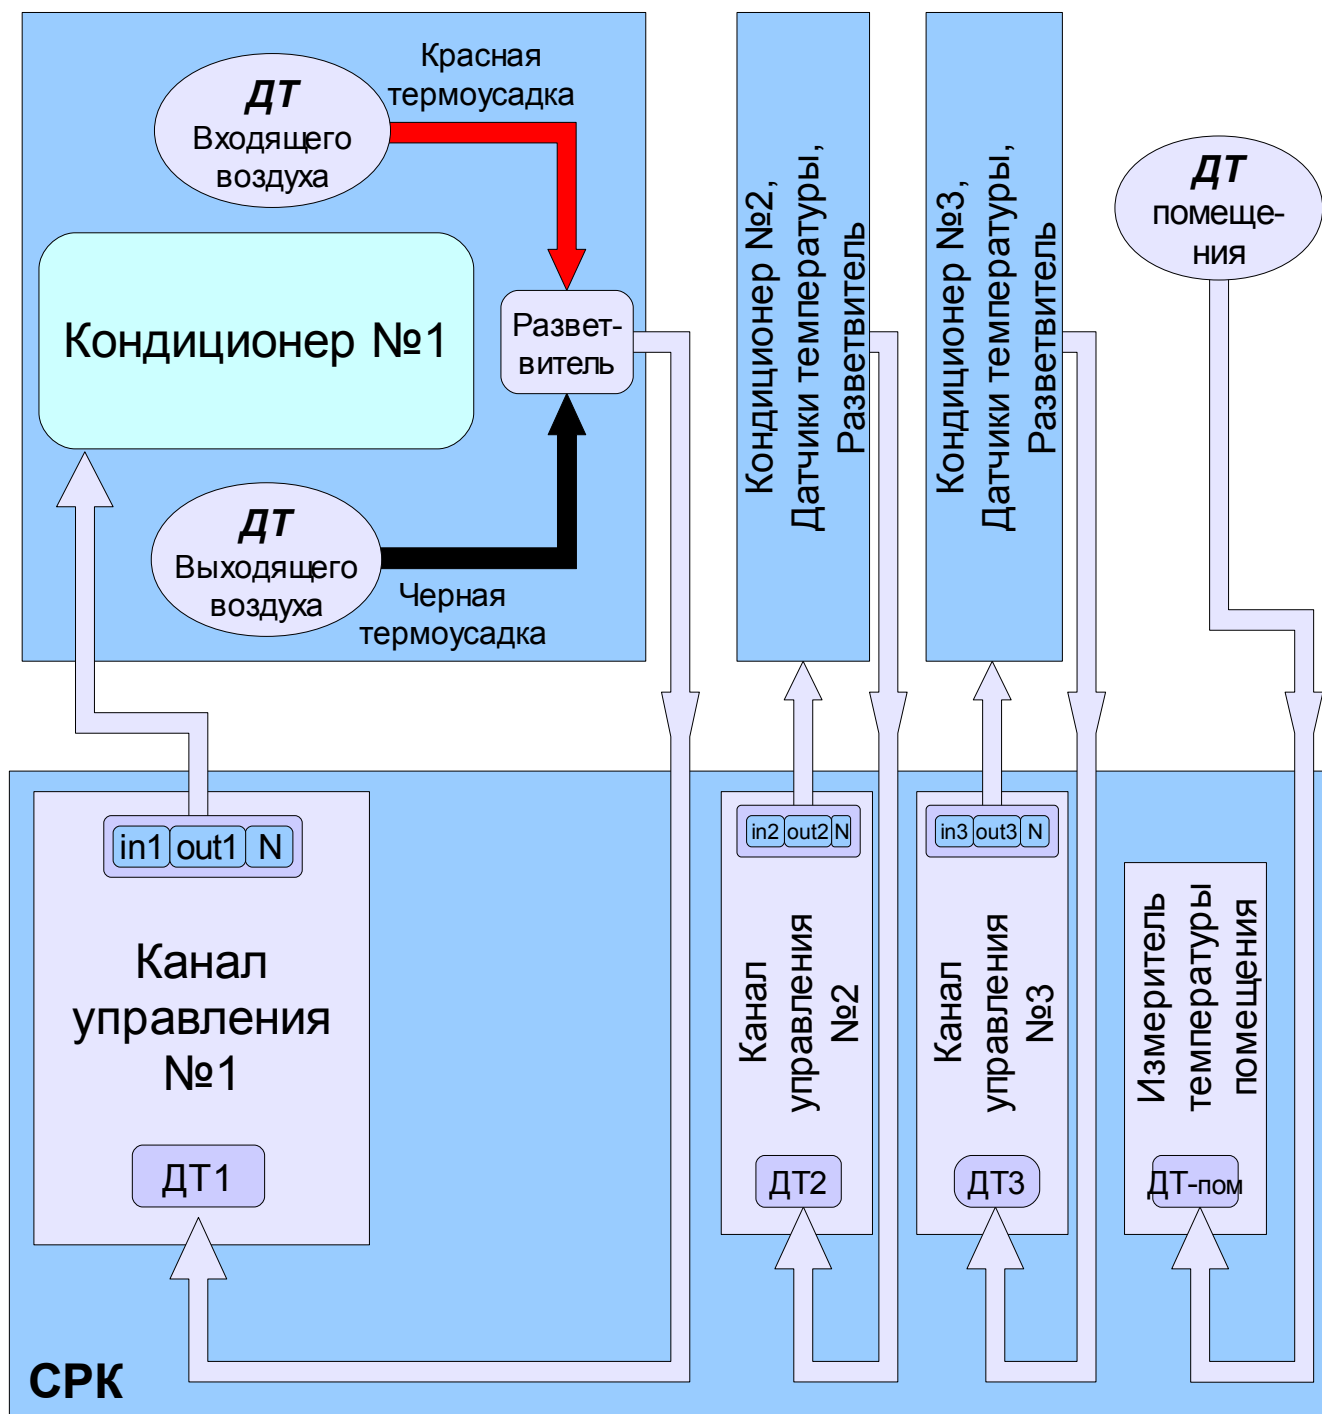 ДТ
Входящего
воздуха
Красная
термоусадка
Кондиционер №1
Развет-
витель
ДТ
Выходящего
воздуха
Черная
термоусадка
Кондиционер №2,
Датчики температуры,
Разветвитель
Кондиционер №3,
Датчики температуры,
Разветвитель
ДТ
помеще-
ния
in1 out1 N
Канал
управления
№1
ДТ1
in2 out2 N
Канал
управления
№2
ДТ2
in3 out3 N
Канал
управления
№3
ДТ3
Измеритель
температуры
помещения
ДТ-пом
СРК